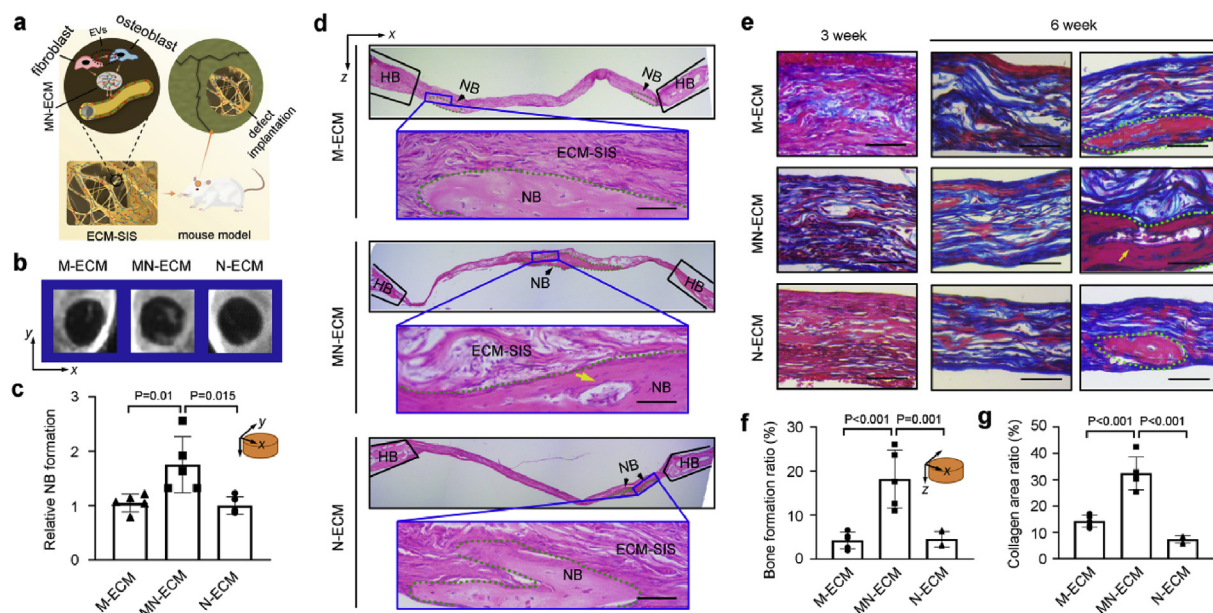 a
fibroblast
EVs
osteoblast
MN-ECM
defect
implantation
ECM-SIS
mouse model
b
M-ECM MN-ECM N-ECM
y
x
c
P=0.01 P=0.015
3
2
1
0
Relative NB formation
y
x
M-ECM MN-ECM N-ECM
d
x
z
M-ECM
HB NB NB HB
ECM-SIS
NB
MN-ECM
HB NB HB
ECM-SIS
NB
N-ECM
HB NB HB
ECM-SIS
NB
e
3 week 6 week
M-ECM
MN-ECM
N-ECM
f
P<0.001 P=0.001
30
20
10
0
Bone formation ratio (%)
x
z
M-ECM MN-ECM N-ECM
g
P<0.001 P<0.001
50
40
30
20
10
0
Collagen area ratio (%)
M-ECM MN-ECM N-ECM